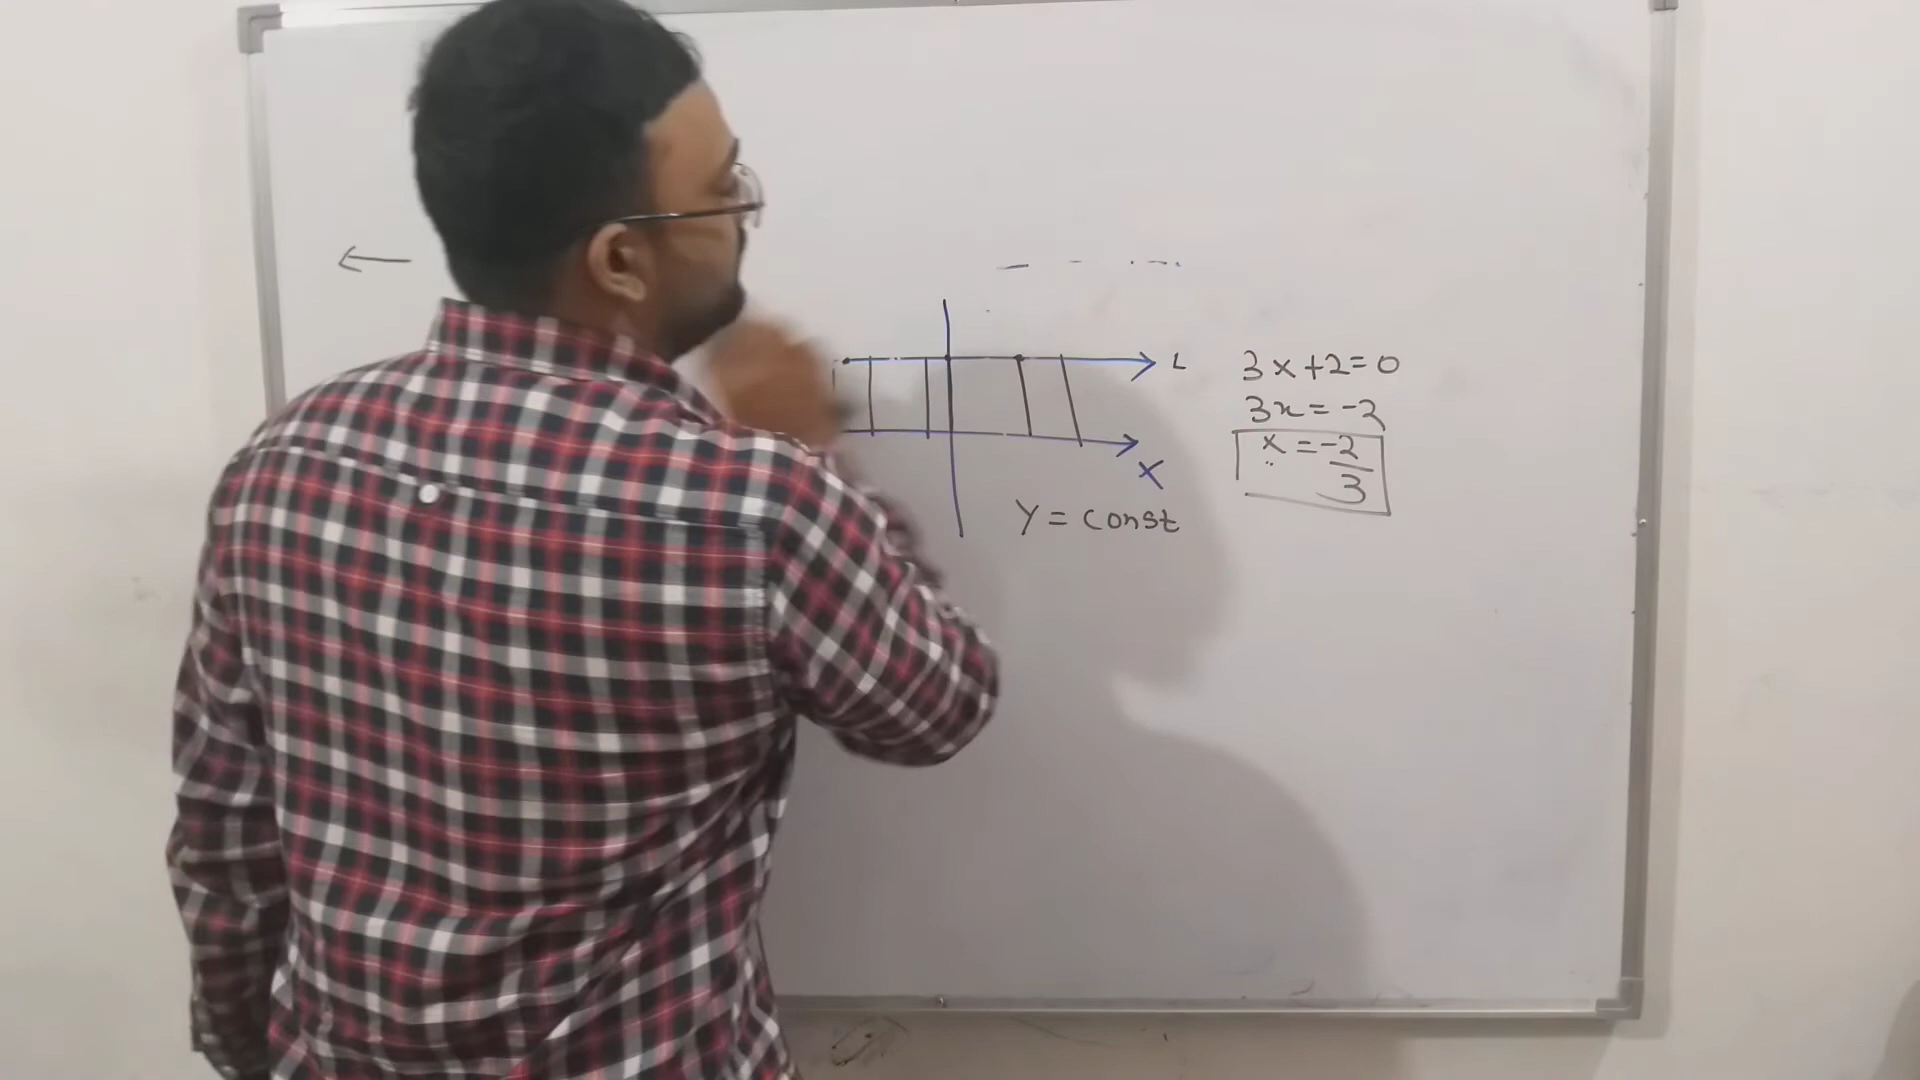 L
X
Y = const
3x+2=0
3x = -2
x = -2
3